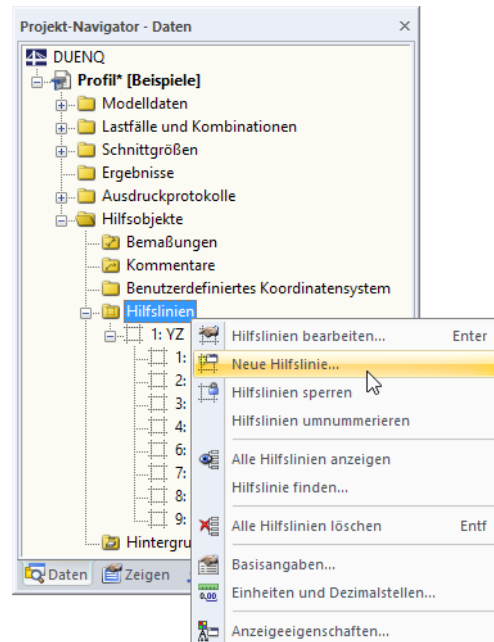 Projekt-Navigator - Daten
DUENQ
Profil* [Beispiele]
Modelldaten
Lastfälle und Kombinationen
Schnittgrößen
Ergebnisse
Ausdruckprotokolle
Hilfsobjekte
Bemaßungen
Kommentare
Benutzerdefiniertes Koordinatensystem
Hilfslinien
1: YZ
1:
2:
3:
4:
6:
7:
8:
9:
Hintergru
Daten Zeigen
Hilfslinien bearbeiten... Enter
Neue Hilfslinie...
Hilfslinien sperren
Hilfslinien umnummerieren
Alle Hilfslinien anzeigen
Hilfslinie finden...
Alle Hilfslinien löschen Entf
Basisangaben...
Einheiten und Dezimalstellen...
Anzeigeeigenschaften...